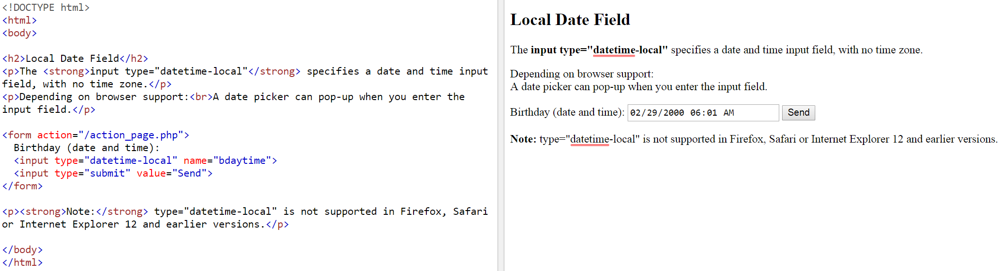 <!DOCTYPE html>
<html>
<body>
<h2>Local Date Field</h2>
<p>The <strong>input type="datetime-local"</strong> specifies a date and time input
field, with no time zone.</p>
<p>Depending on browser support:<br>A date picker can pop-up when you enter the
input field.</p>
<form action="/action_page.php">
  Birthday (date and time):
  <input type="datetime-local" name="bdaytime">
  <input type="submit" value="Send">
</form>
<p><strong>Note:</strong> type="datetime-local" is not supported in Firefox, Safari
or Internet Explorer 12 and earlier versions.</p>
</body>
</html>
Local Date Field
The input type="datetime-local" specifies a date and time input field, with no time zone.
Depending on browser support:
A date picker can pop-up when you enter the input field.
Birthday (date and time): 02/29/2000 06:01 AM Send
Note: type="datetime-local" is not supported in Firefox, Safari or Internet Explorer 12 and earlier versions.